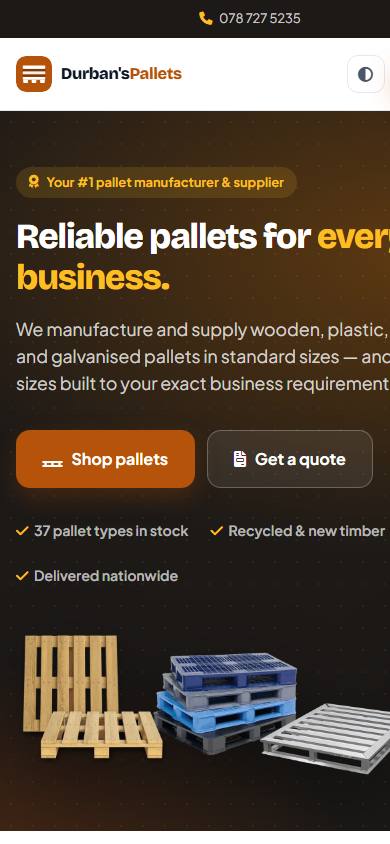 078 727 5235
Durban'sPallets
Your #1 pallet manufacturer & supplier
Reliable pallets for
business.
We manufacture and supply wooden, plastic,
and galvanised pallets in standard sizes — and
sizes built to your exact business requirement
Shop pallets
Get a quote
37 pallet types in stock
Recycled & new timber
Delivered nationwide